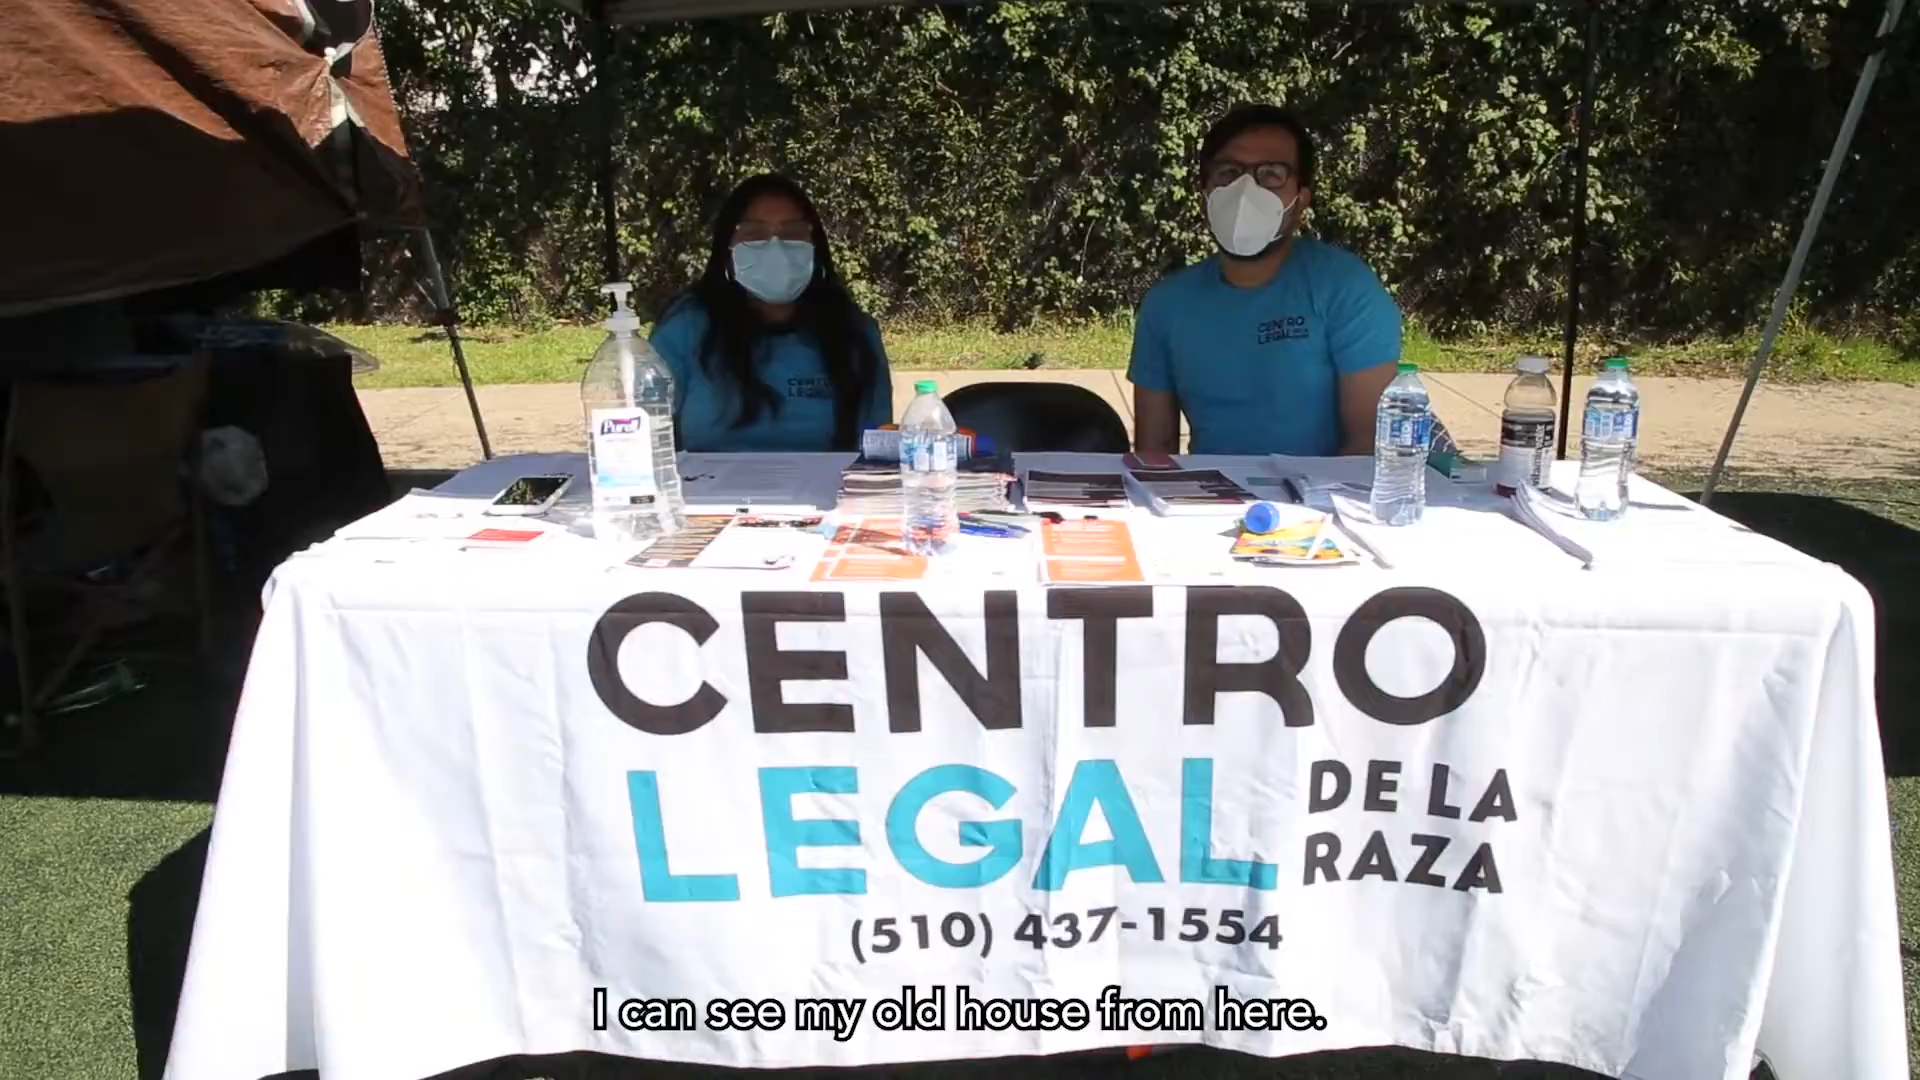 CENTRO
LEGAL
CENTRO
LEGAL
Purell
CENTRO
LEGAL DE LA
RAZA
(510) 437-1554
I can see my old house from here.